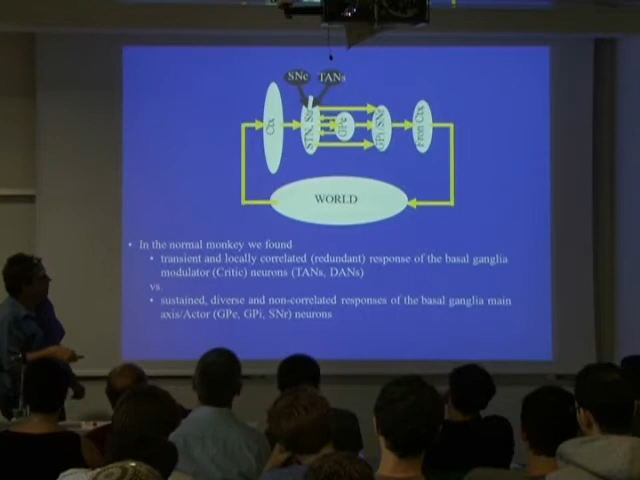 SNc TANs
Ctx
STN, Str
GPe
GPi/SNr
Fron Ctx
WORLD
• In the normal monkey we found
• transient and locally correlated (redundant) response of the basal ganglia
modulator (Critic) neurons (TANs, DANs)
vs.
• sustained, diverse and non-correlated responses of the basal ganglia main
axis/Actor (GPe, GPi, SNr) neurons